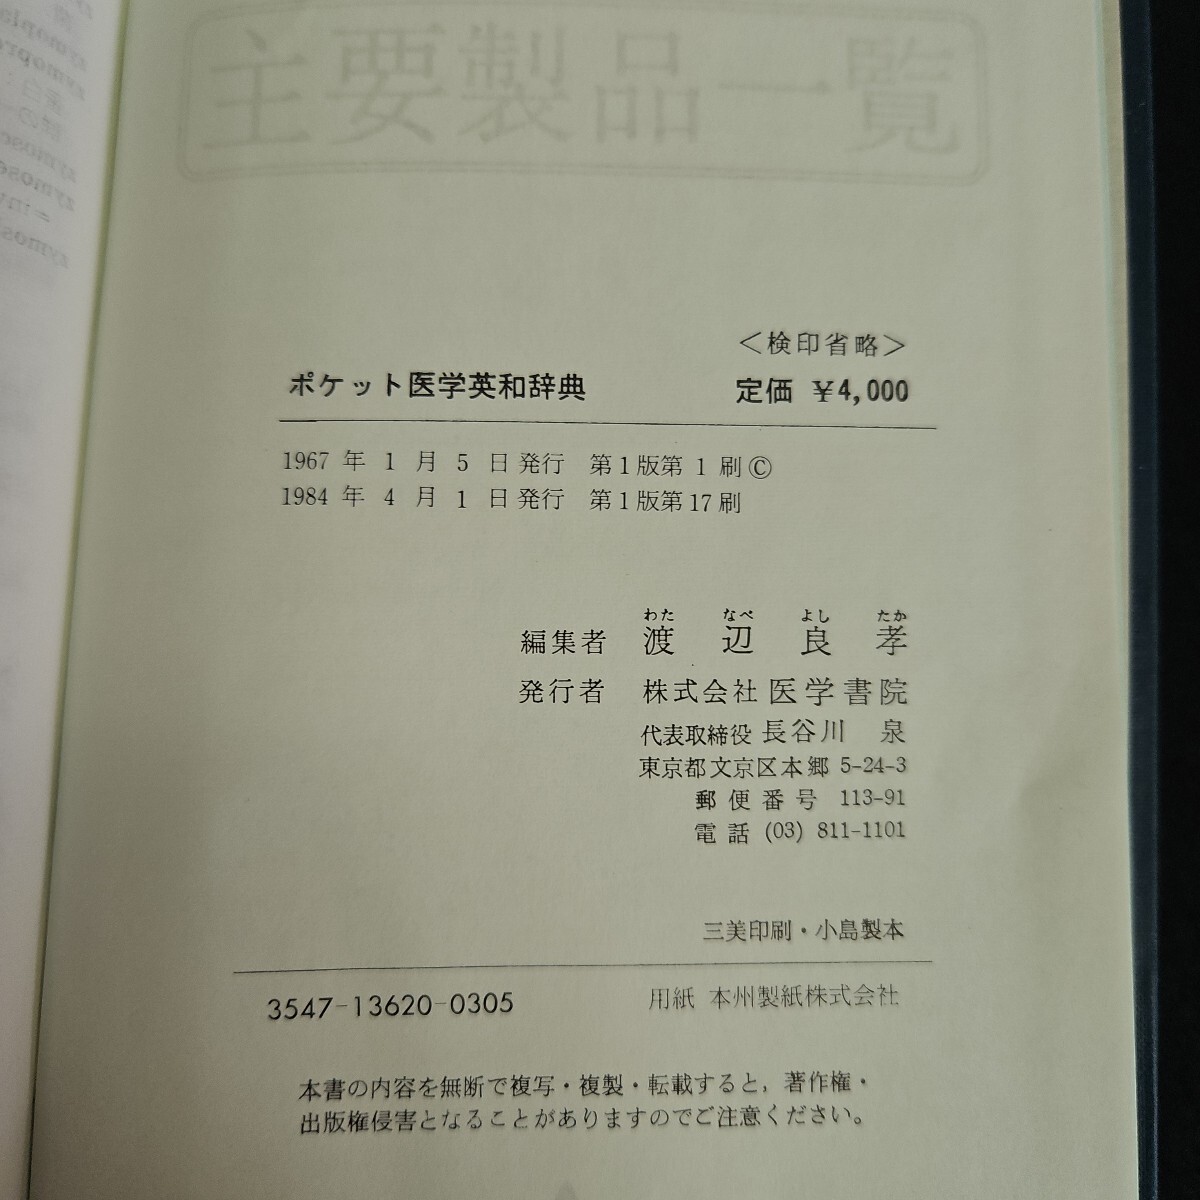 主要製品一覧
<検印省略>
ポケット医学英和辞典 定価 ¥4,000
1967 年 1 月 5 日発行 第1版第 1 刷©
1984 年 4 月 1 日発行 第1版第17刷
わた なべ よし たか
編集者 渡 辺 良 孝
発行者 株式会社 医学書院
代表取締役 長谷川 泉
東京都文京区本郷 5-24-3
郵便番号 113-91
電話 (03) 811-1101
三美印刷・小島製本
3547-13620-0305 用紙 本州製紙株式会社
本書の内容を無断で複写・複製・転載すると,著作権・
出版権侵害となることがありますのでご注意ください。